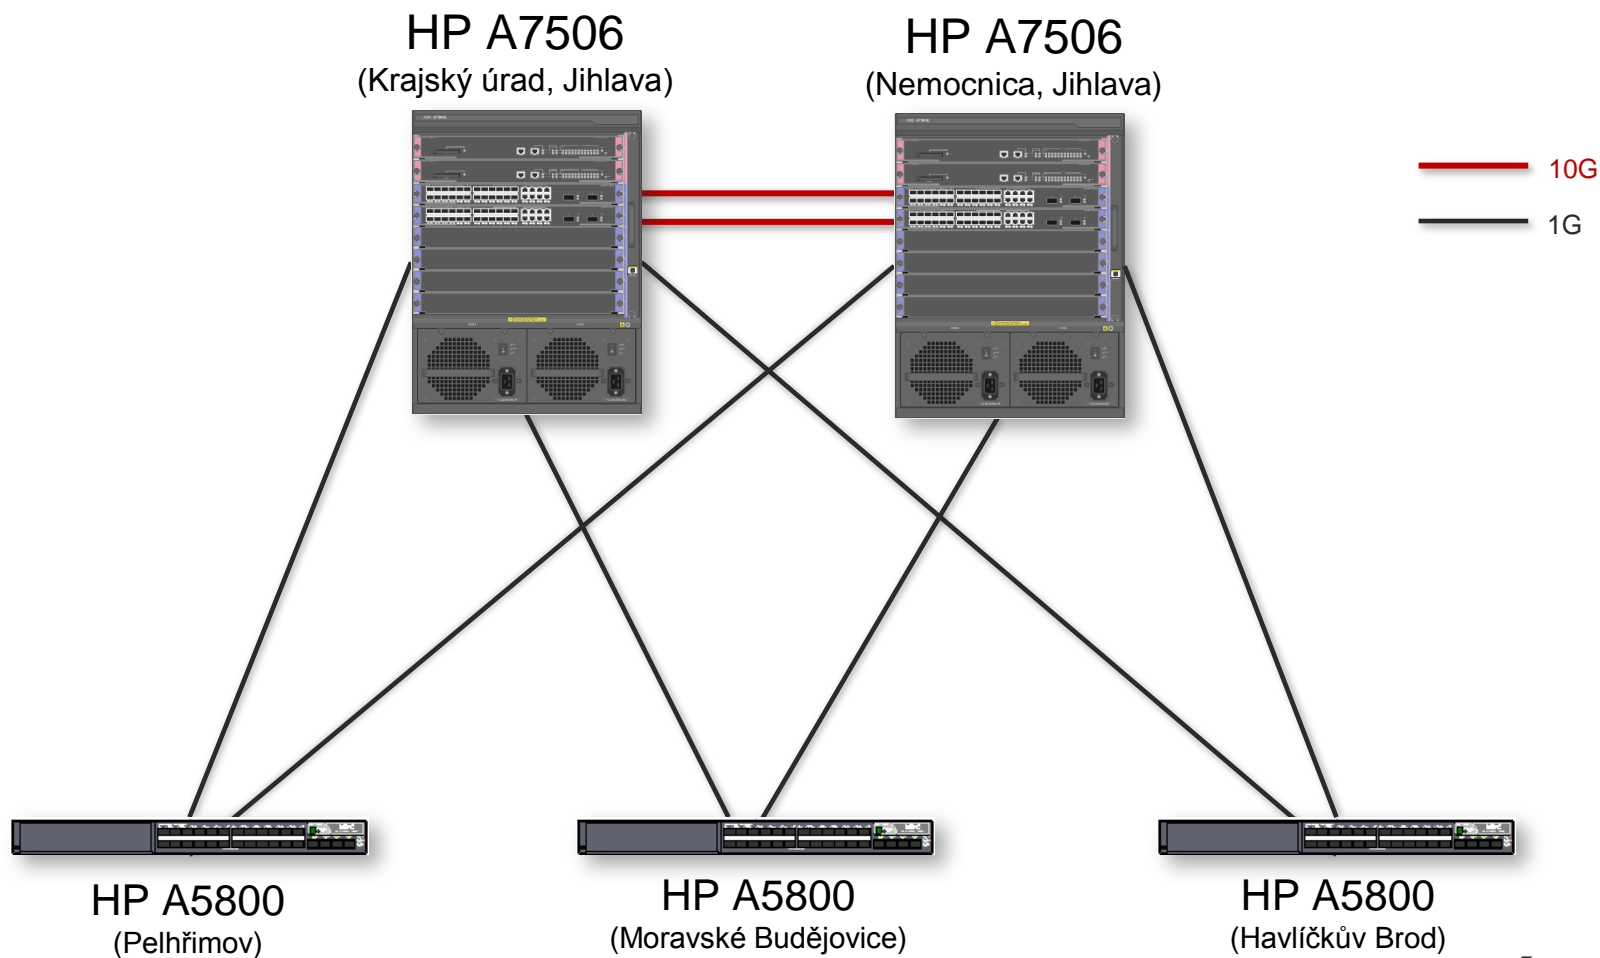 HP A7506
(Krajský úrad, Jihlava)
HP A7506
(Nemocnica, Jihlava)
10G
1G
HP A5800
(Pelhřimov)
HP A5800
(Moravské Budějovice)
HP A5800
(Havlíčkův Brod)